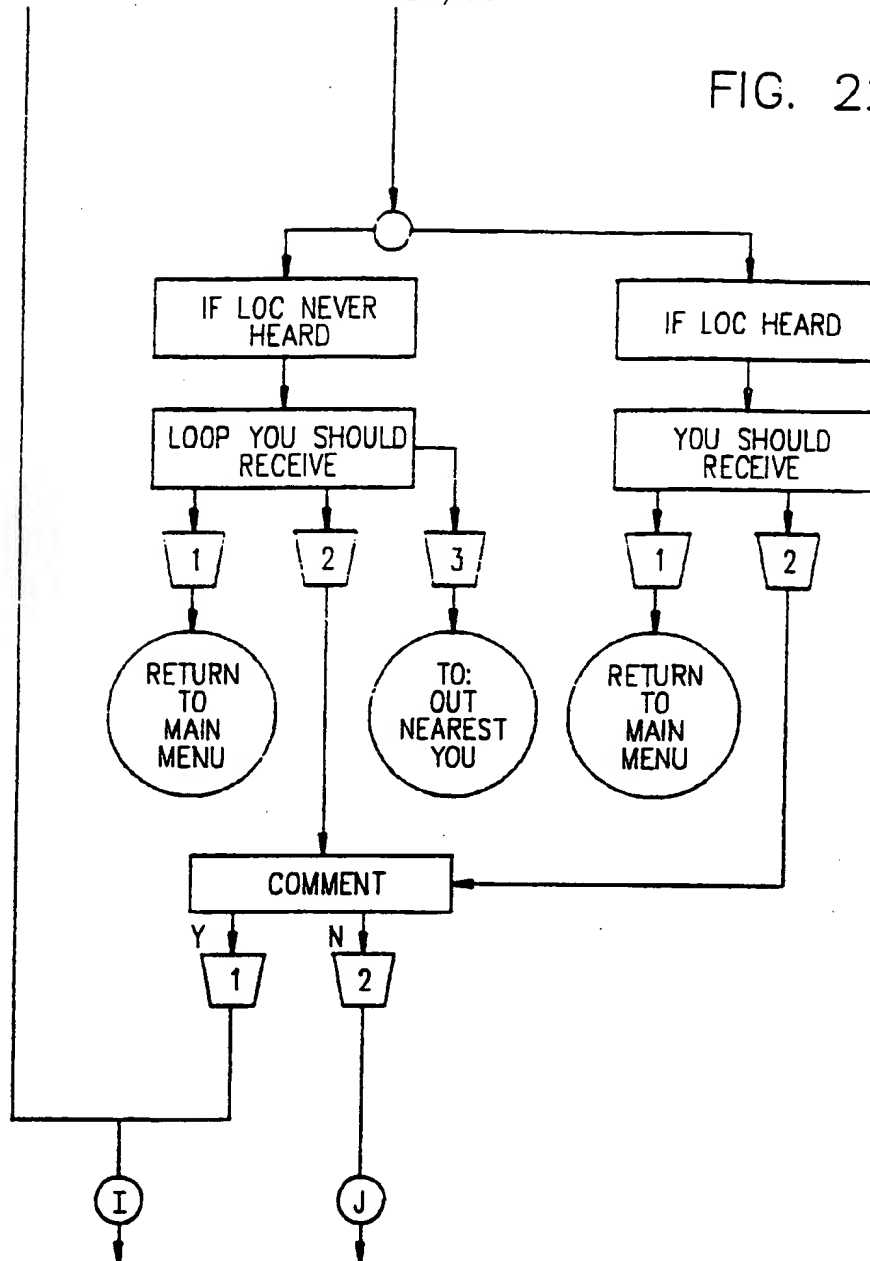 FIG. 2
IF LOC NEVER
HEARD
IF LOC HEARD
LOOP YOU SHOULD
RECEIVE
YOU SHOULD
RECEIVE
1
2
3
1
2
RETURN
TO
MAIN
MENU
TO:
OUT
NEAREST
YOU
RETURN
TO
MAIN
MENU
COMMENT
Y
N
1
2
I
J